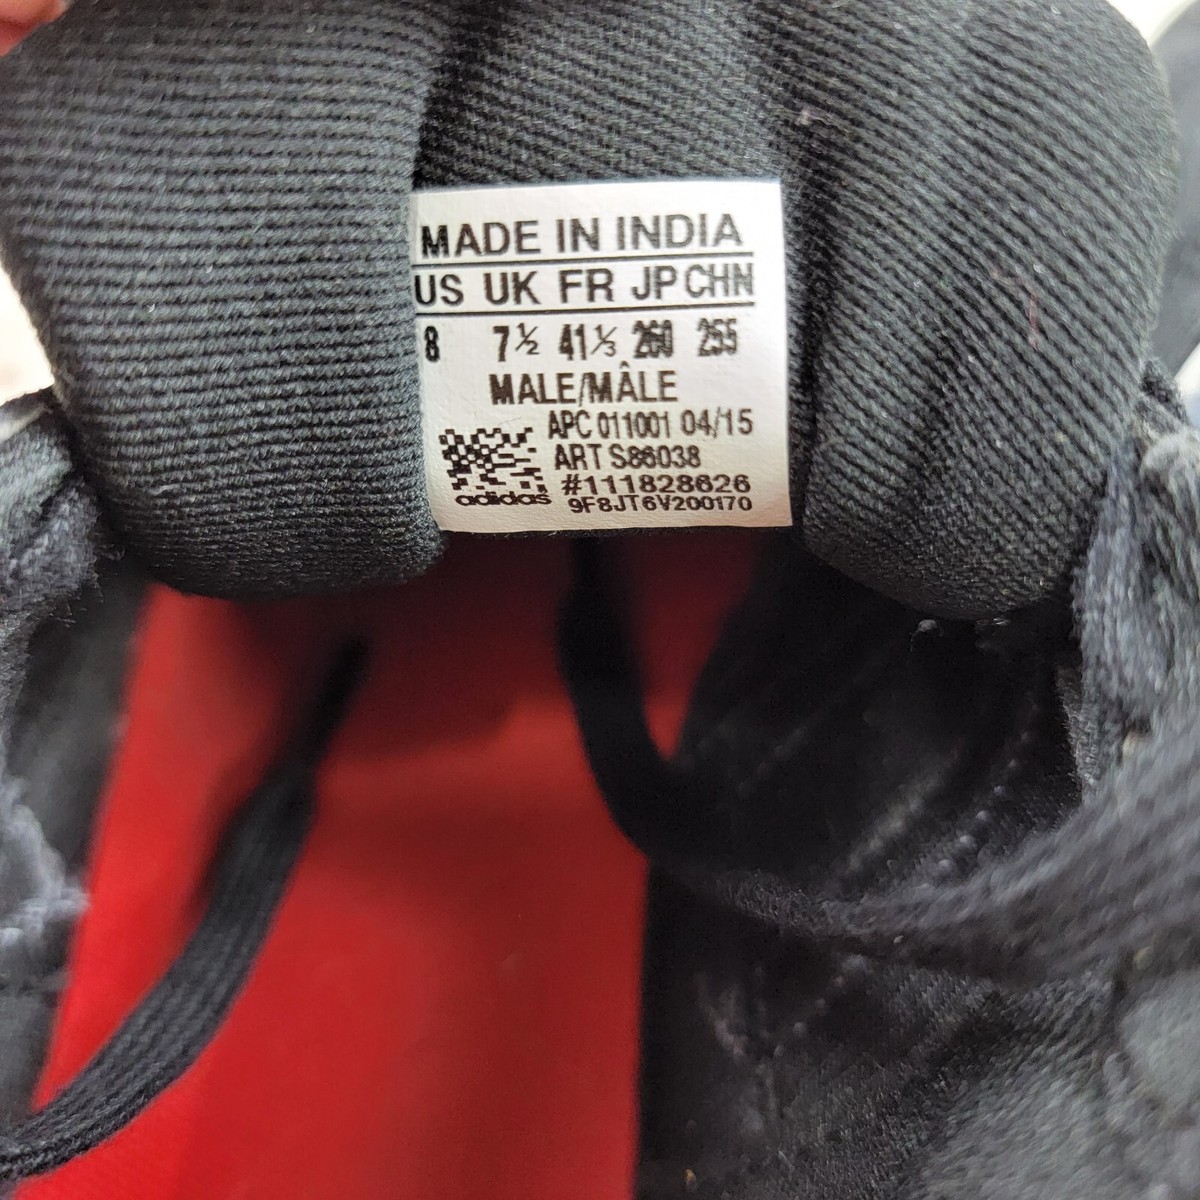 MADE IN INDIA
US UK FR JP CHN
8 7½ 41⅓ 260 255
MALE/MÂLE
APC 011001 04/15
ART S86038
#111828626
adidas 9F8JT6V200170